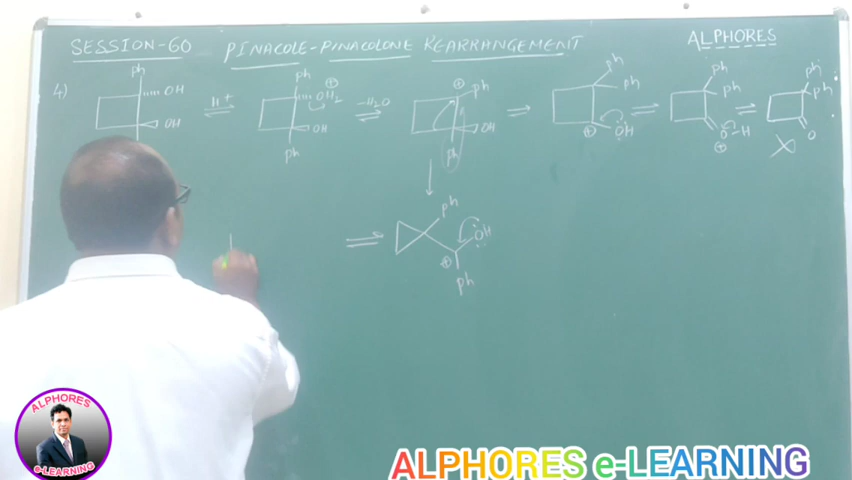 SESSION-60 PINACOLE-PINACOLONE REARRANGEMENT
ALPHORES
4)
Ph
OH
OH
H+
Ph
⊕
OH2
OH
Ph
-H2O
⊕
Ph
OH
Ph
Ph
Ph
⊕
OH
Ph
Ph
O-H
⊕
Ph
Ph
O
X
Ph
OH
⊕
Ph
ALPHORES
e-LEARNING
ALPHORES e-LEARNING